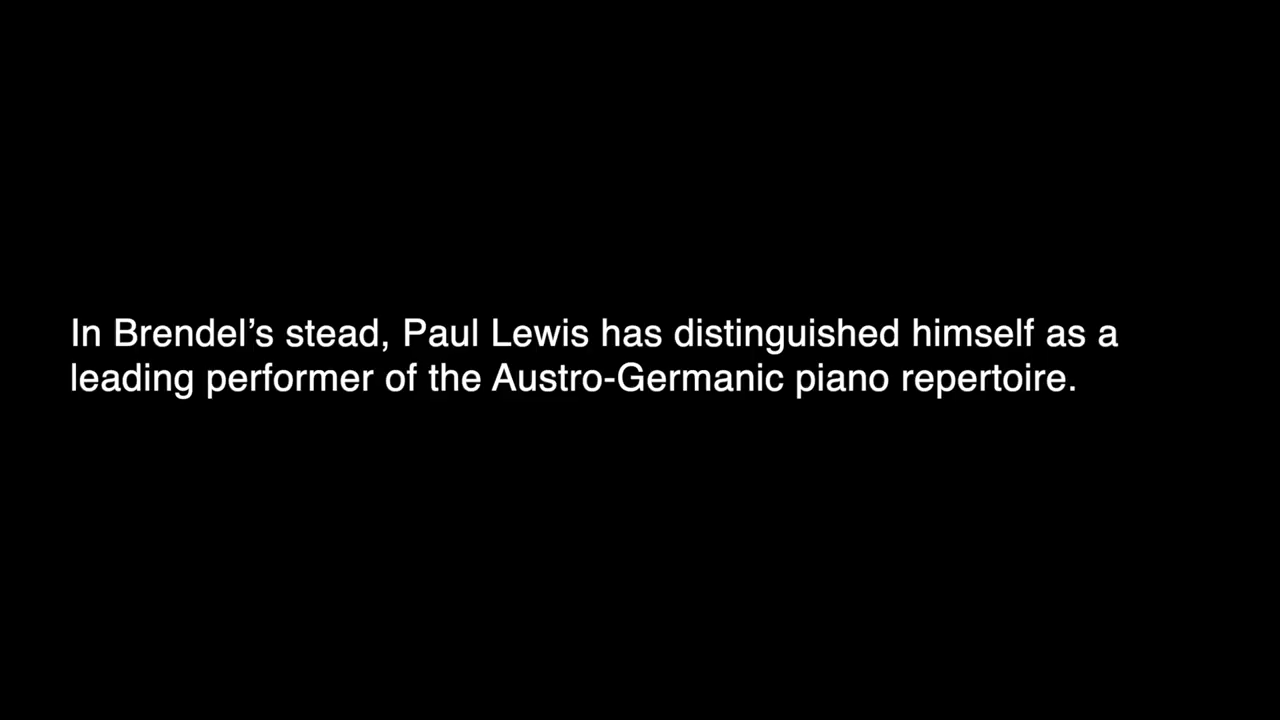 In Brendel’s stead, Paul Lewis has distinguished himself as a
leading performer of the Austro-Germanic piano repertoire.